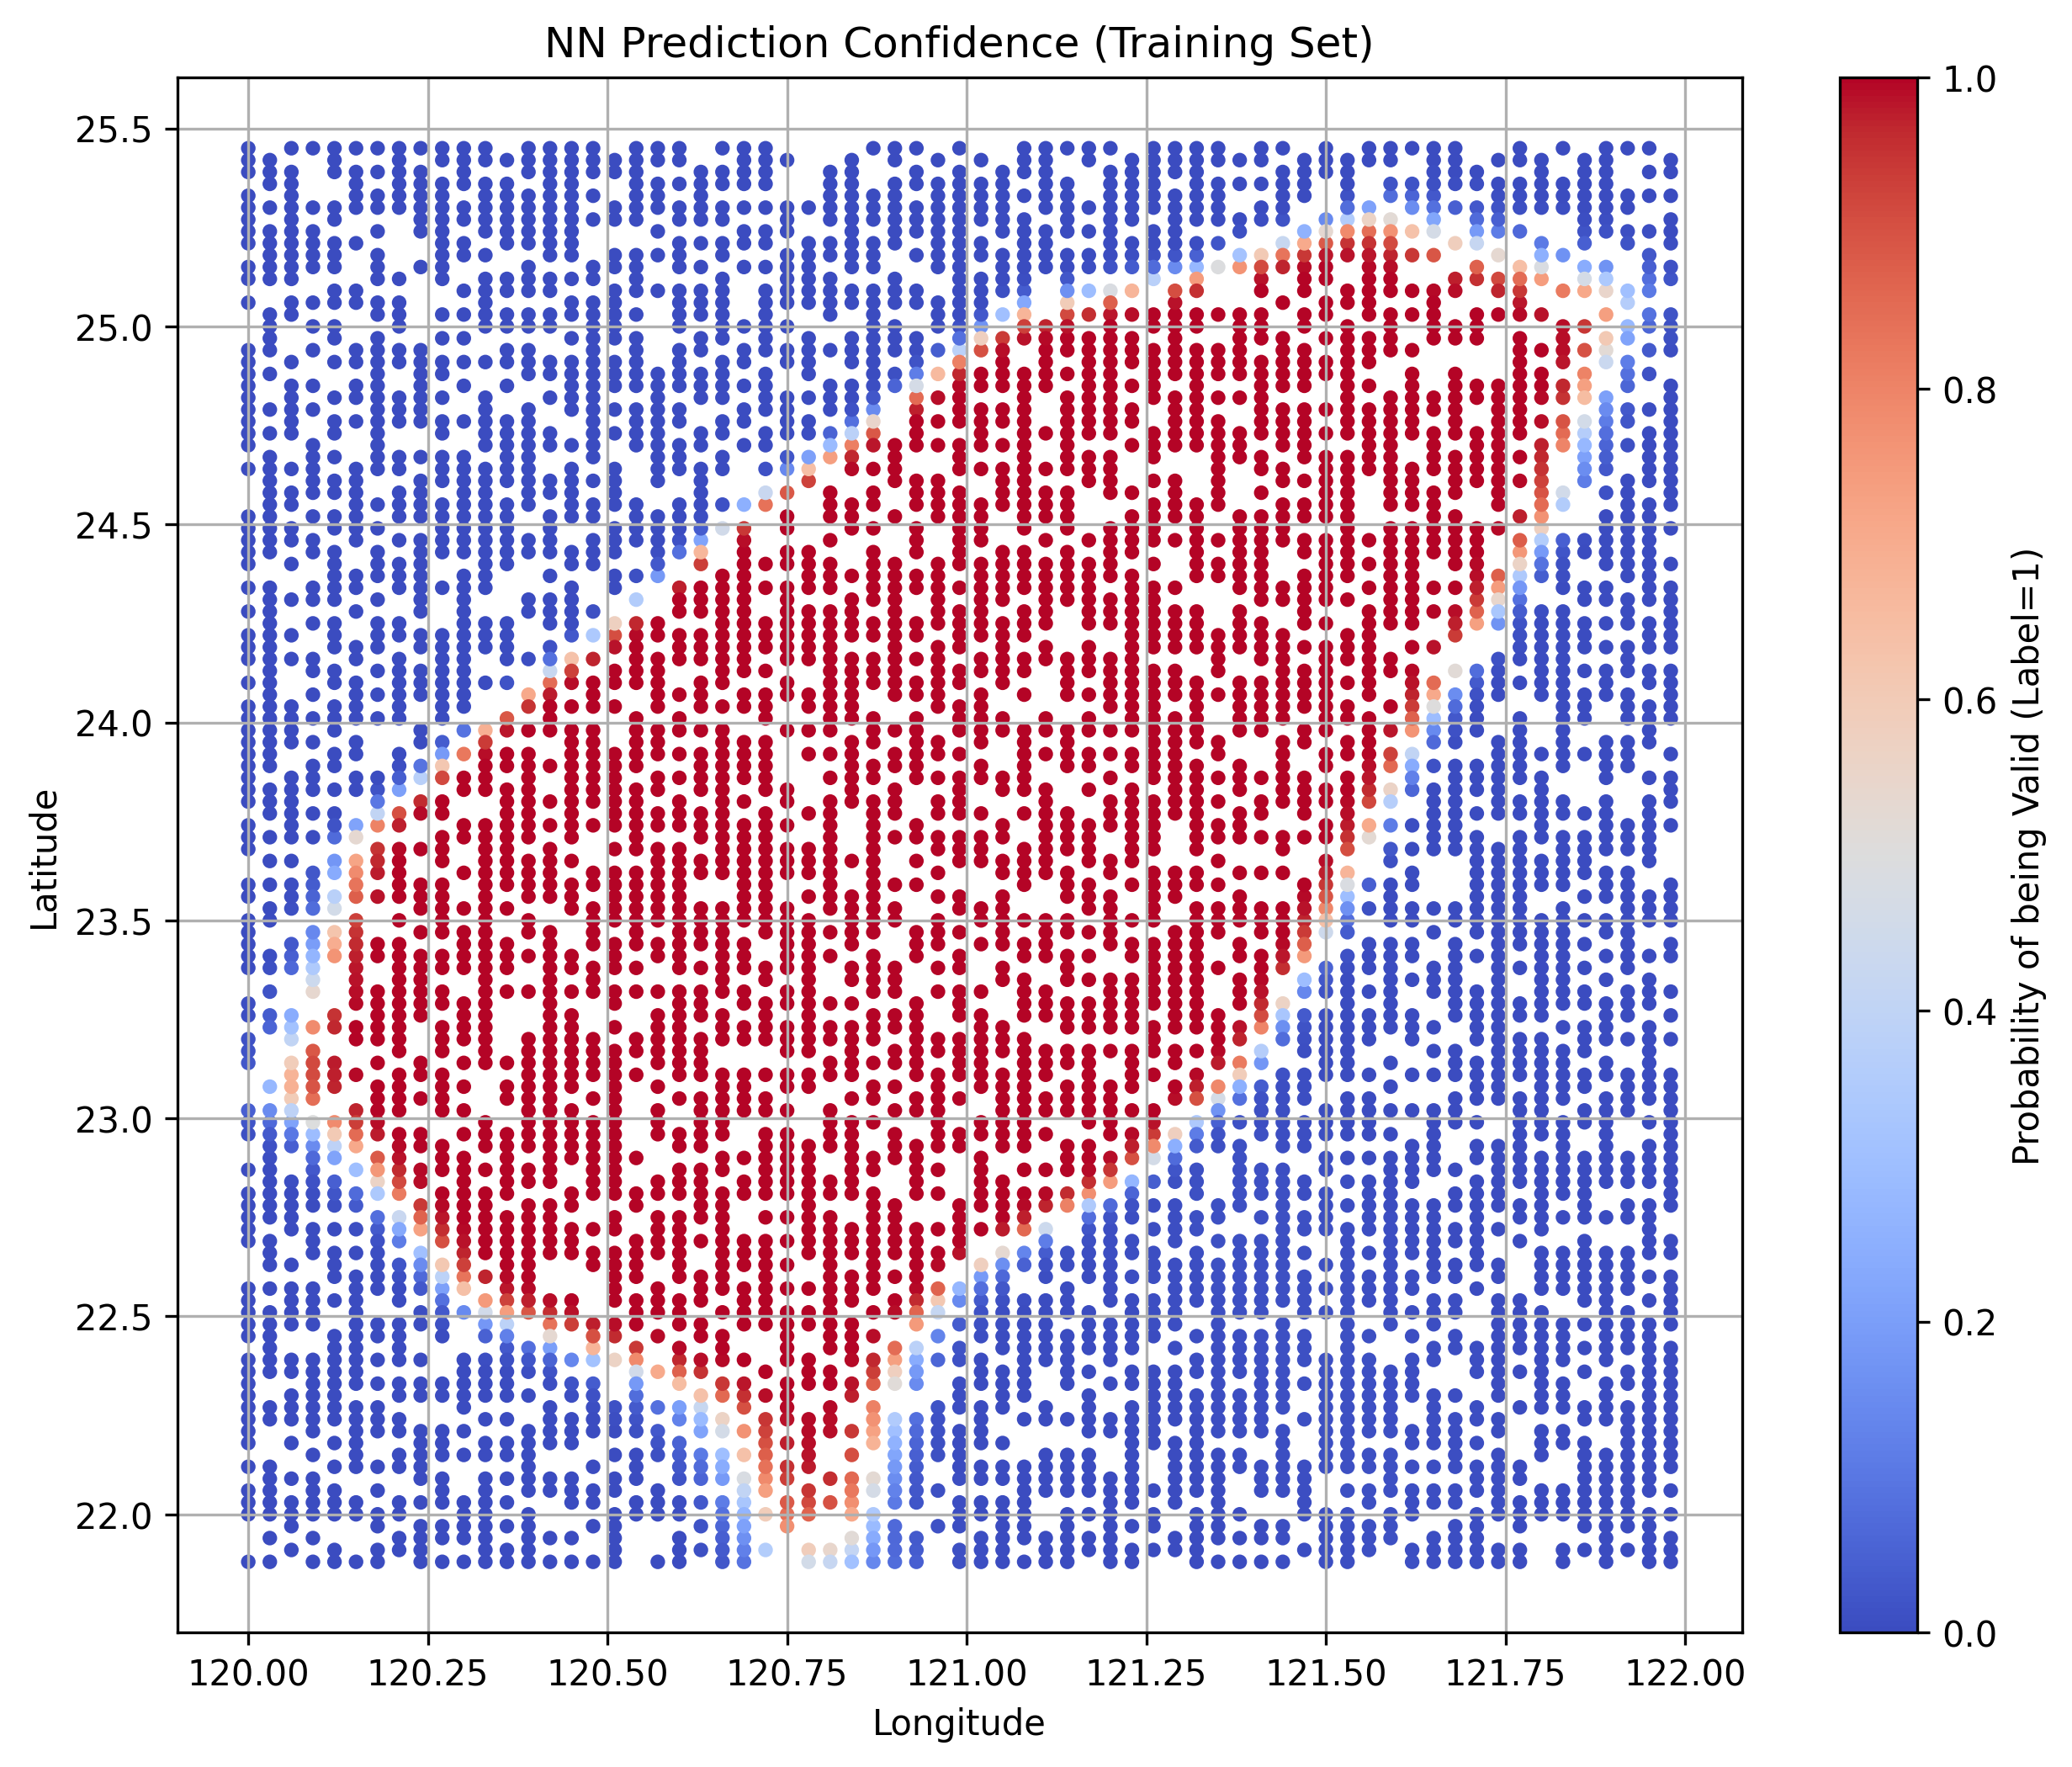 NN Prediction Confidence (Training Set)
25.5
25.0
24.5
24.0
23.5
23.0
22.5
22.0
Latitude
120.00 120.25 120.50 120.75 121.00 121.25 121.50 121.75 122.00
Longitude
1.0
0.8
0.6
0.4
0.2
0.0
Probability of being Valid (Label=1)